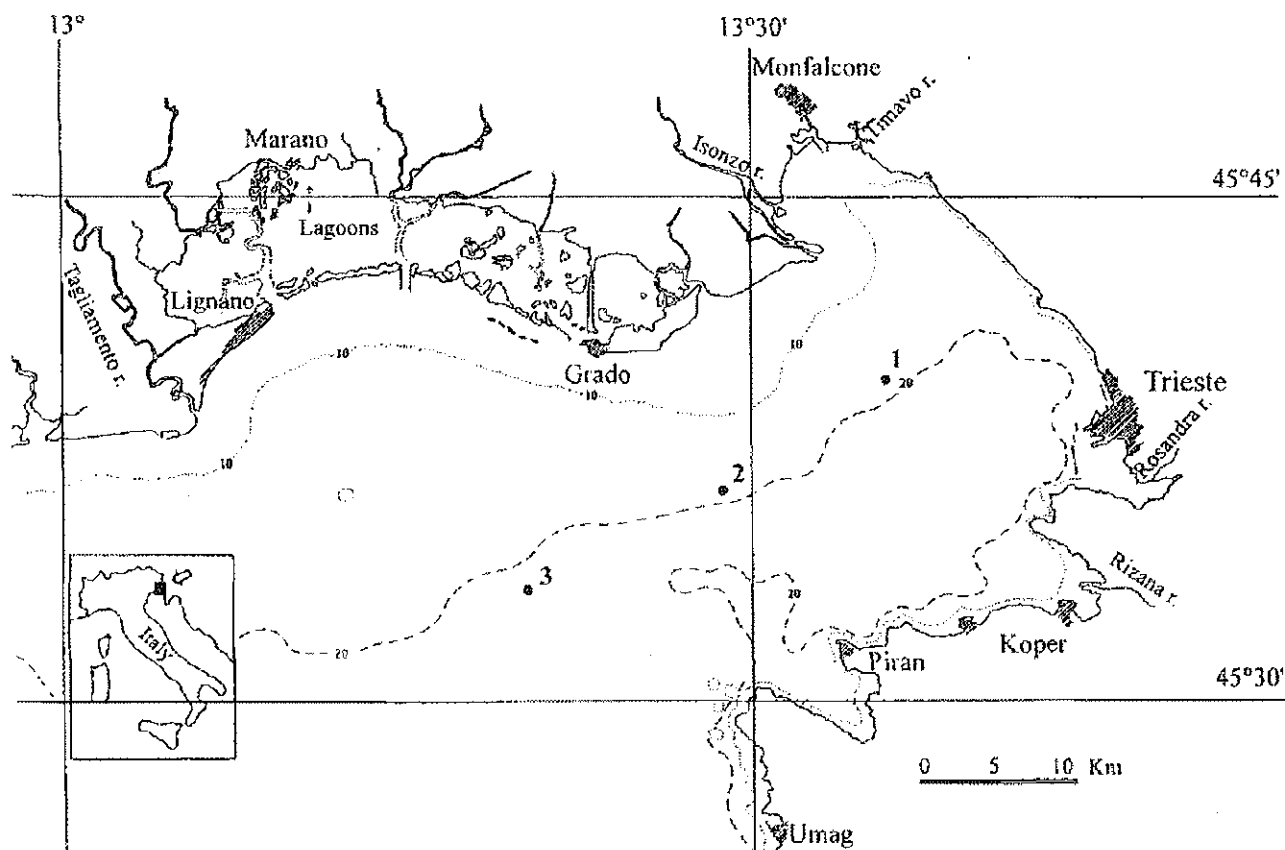 13°
13°30'
Monfalcone
Timavo r.
Marano
Isonzo r.
45°45'
Lagoons
Tagliamento r.
Lignano
10
Grado
10
10
10
1
20
Trieste
Rosandra r.
2
3
20
Rizana r.
Italy
20
Koper
Piran
45°30'
0 5 10 Km
Umag